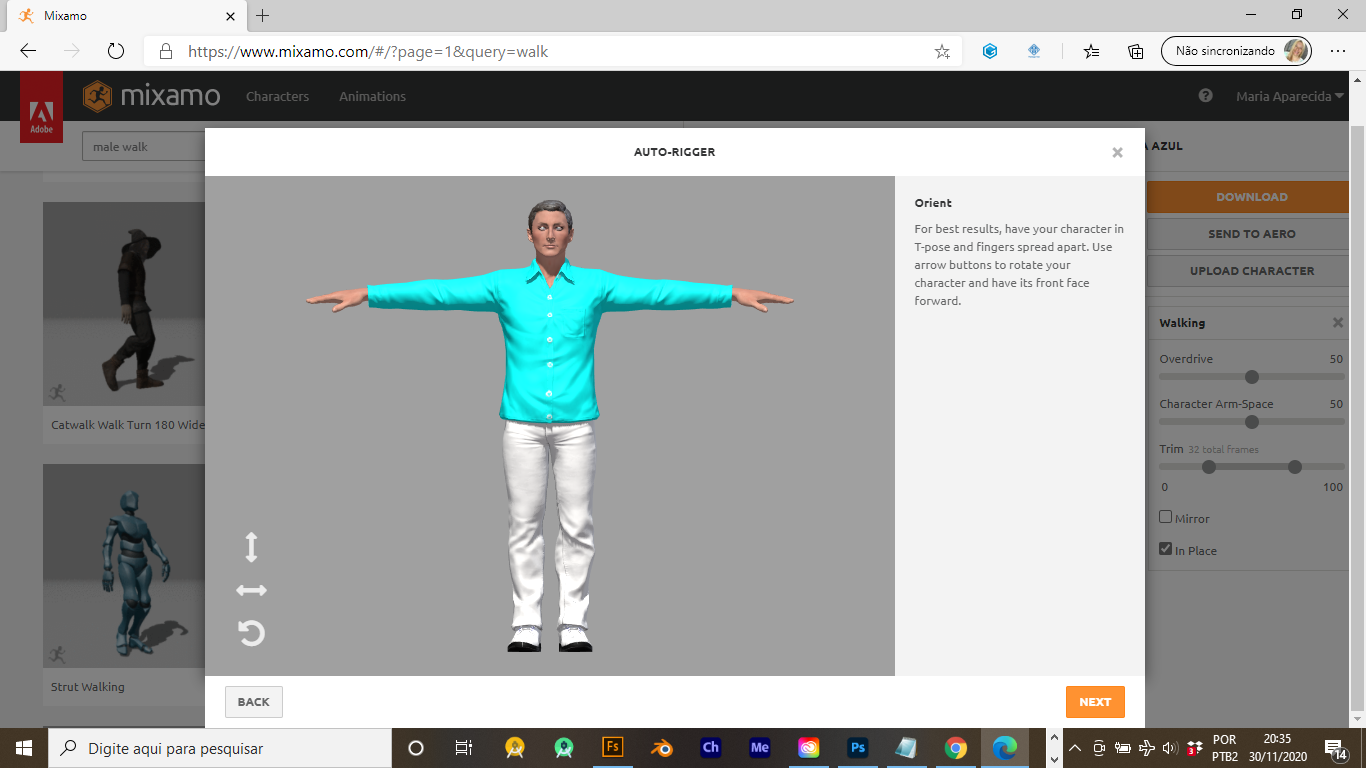 Mixamo
https://www.mixamo.com/#/?page=1&query=walk
Não sincronizando
Adobe
mixamo
Characters
Animations
Maria Aparecida
male walk
AUTO-RIGGER
A AZUL
Orient
For best results, have your character in
T-pose and fingers spread apart. Use
arrow buttons to rotate your
character and have its front face
forward.
DOWNLOAD
SEND TO AERO
UPLOAD CHARACTER
Walking
Overdrive 50
Character Arm-Space 50
Trim 32 total frames
0 100
Mirror
In Place
Catwalk Walk Turn 180 Wide
Strut Walking
BACK
NEXT
Digite aqui para pesquisar
Fs
Ch
Me
Ps
3
POR
PTB2
20:35
30/11/2020
14